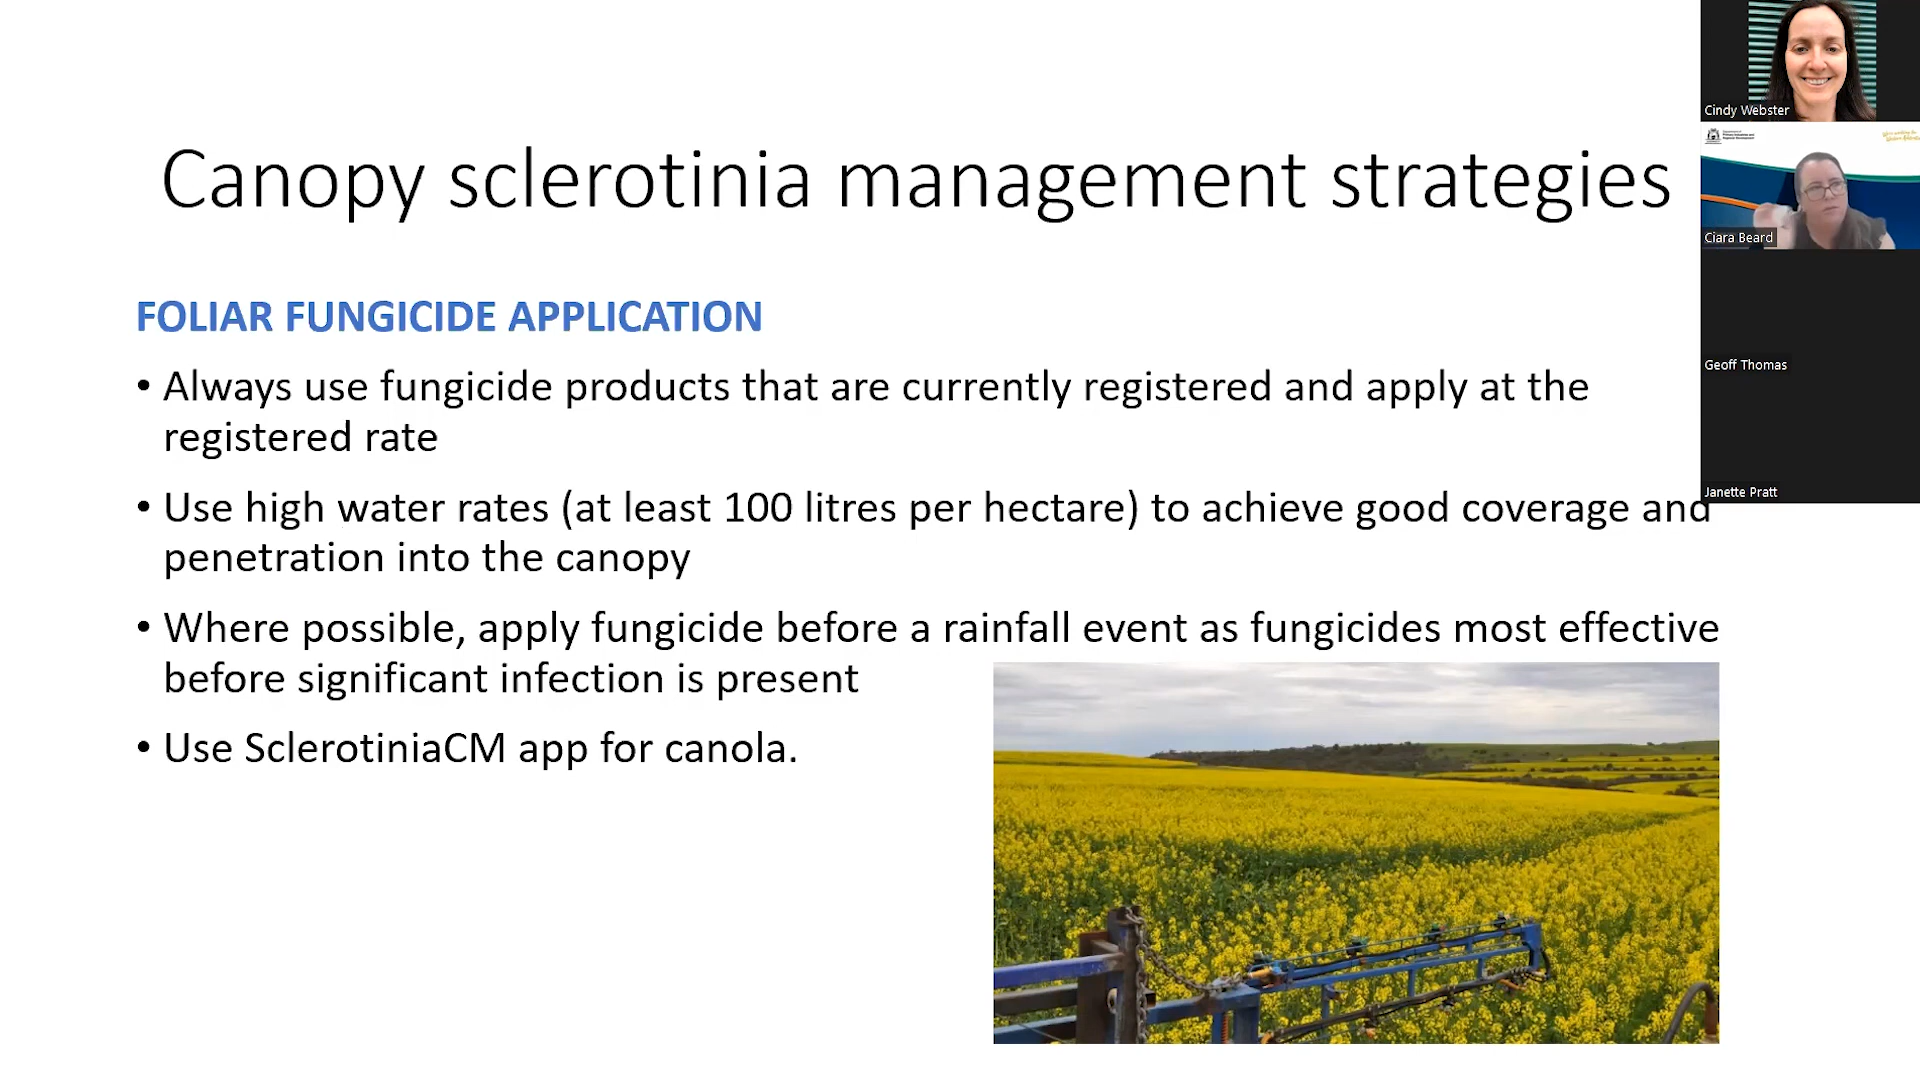 Canopy sclerotinia management strategies
FOLIAR FUNGICIDE APPLICATION
• Always use fungicide products that are currently registered and apply at the
registered rate
• Use high water rates (at least 100 litres per hectare) to achieve good coverage and
penetration into the canopy
• Where possible, apply fungicide before a rainfall event as fungicides most effective
before significant infection is present
• Use SclerotiniaCM app for canola.
Cindy Webster
Ciara Beard
Geoff Thomas
Janette Pratt